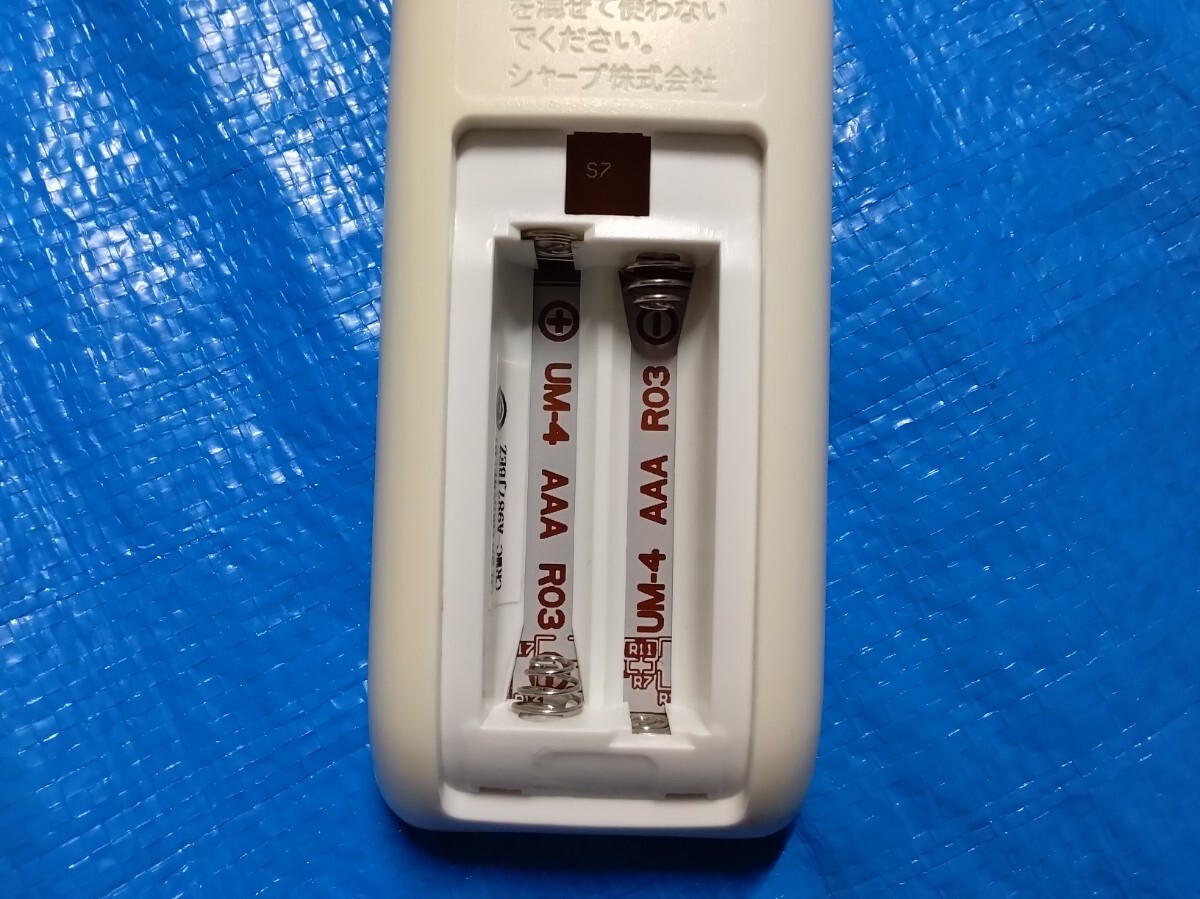 を混ぜて使わない
でください。
シャープ株式会社
S7
+ UM-4 AAA R03
− UM-4 AAA R03
R7